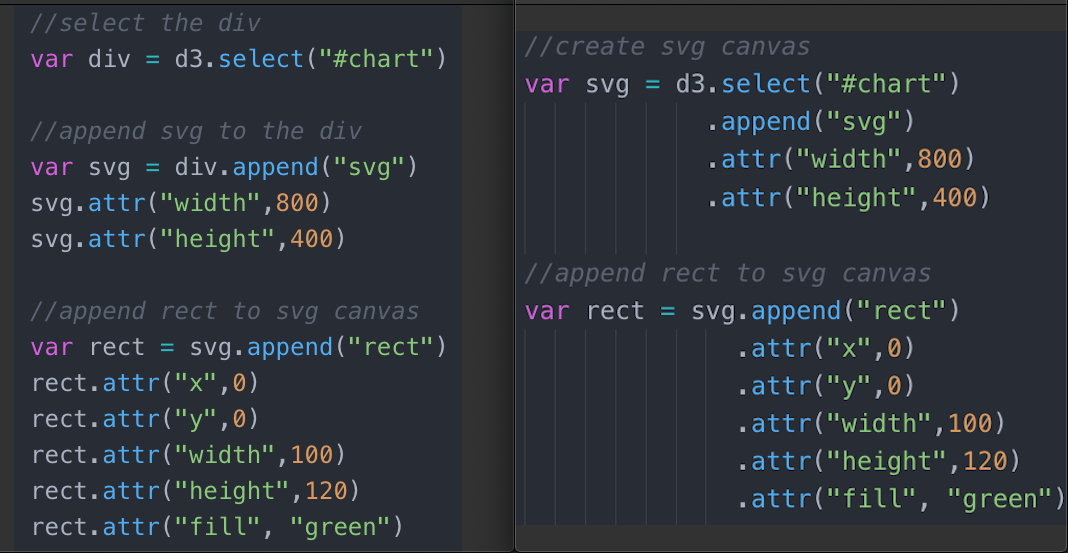 //select the div
var div = d3.select("#chart")
//append svg to the div
var svg = div.append("svg")
svg.attr("width",800)
svg.attr("height",400)
//append rect to svg canvas
var rect = svg.append("rect")
rect.attr("x",0)
rect.attr("y",0)
rect.attr("width",100)
rect.attr("height",120)
rect.attr("fill", "green")
//create svg canvas
var svg = d3.select("#chart")
.append("svg")
.attr("width",800)
.attr("height",400)
//append rect to svg canvas
var rect = svg.append("rect")
.attr("x",0)
.attr("y",0)
.attr("width",100)
.attr("height",120)
.attr("fill", "green")